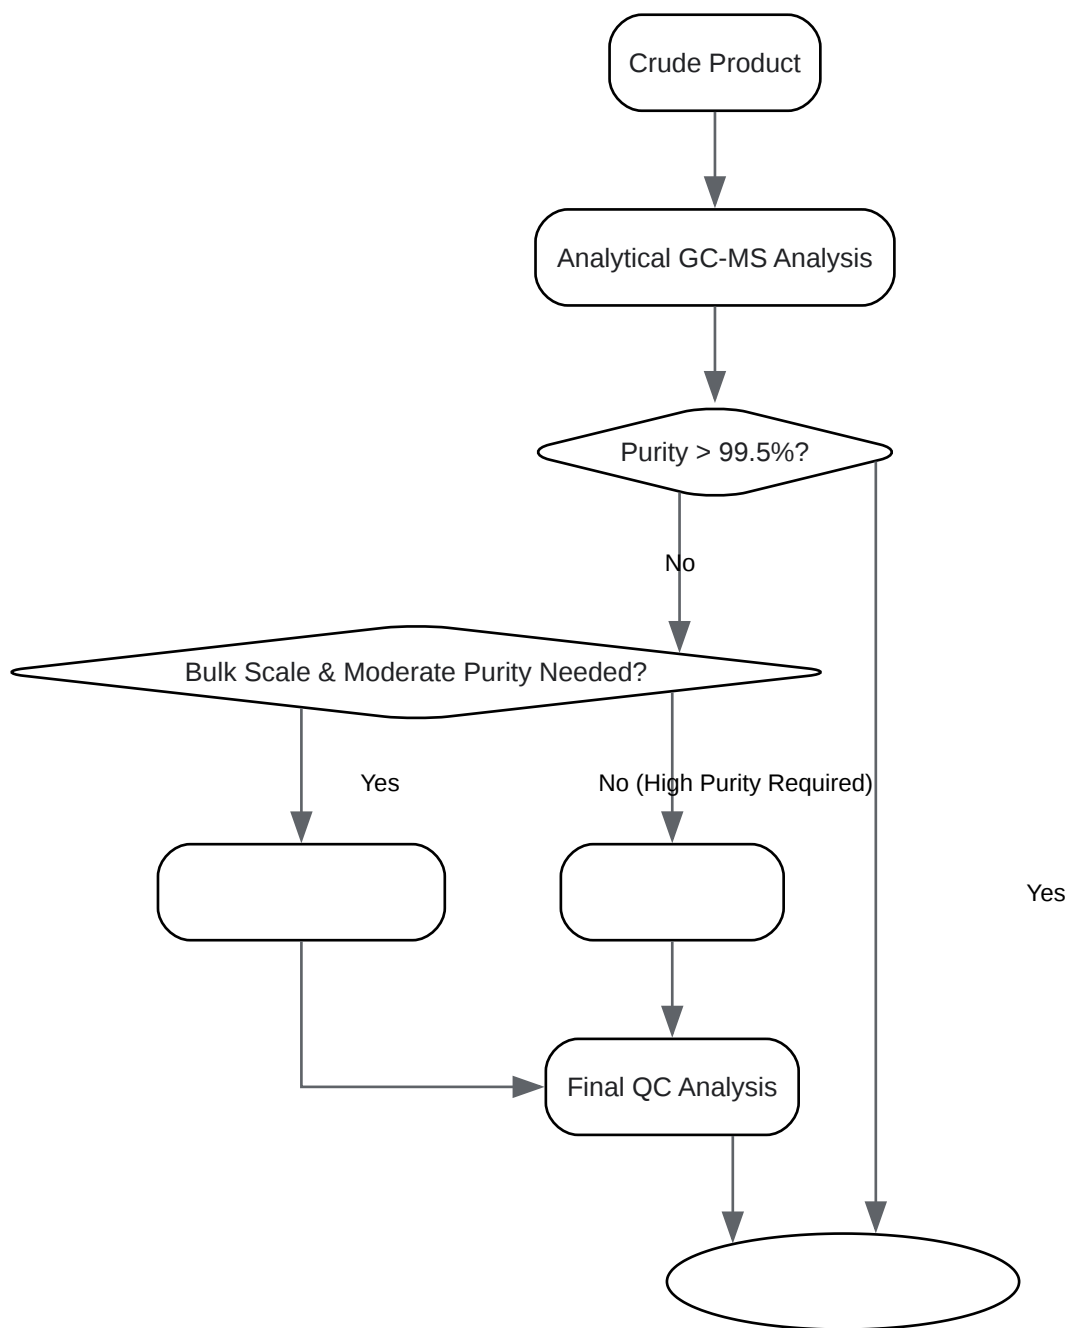 Crude Product
Analytical GC-MS Analysis
Purity > 99.5%?
No
Bulk Scale & Moderate Purity Needed?
Yes
No (High Purity Required)
Yes
Final QC Analysis